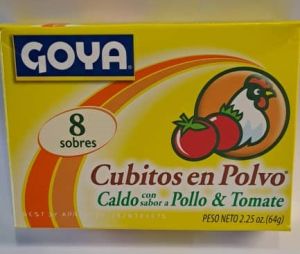 GOYA®
8
sobres
Cubitos en Polvo®
Caldo con sabor a Pollo & Tomate
PESO NETO 2.25 oz. (64g)